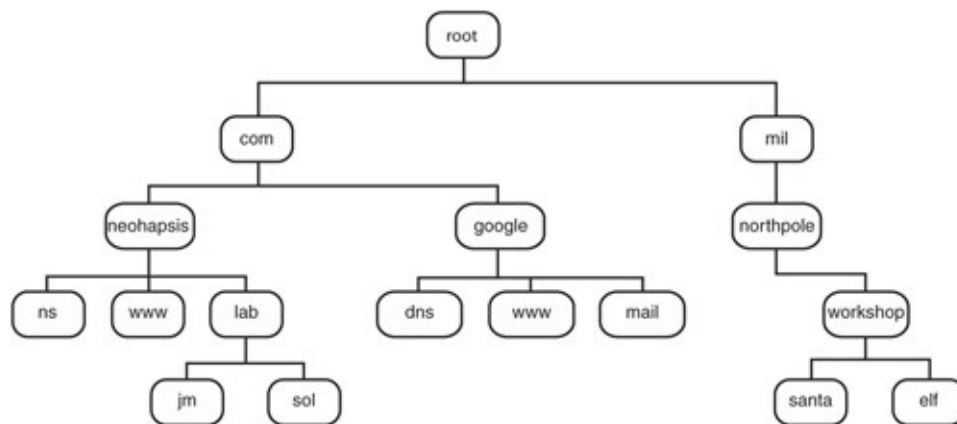 root
com
mil
neohapsis
google
northpole
ns
www
lab
dns
www
mail
workshop
jm
sol
santa
elf